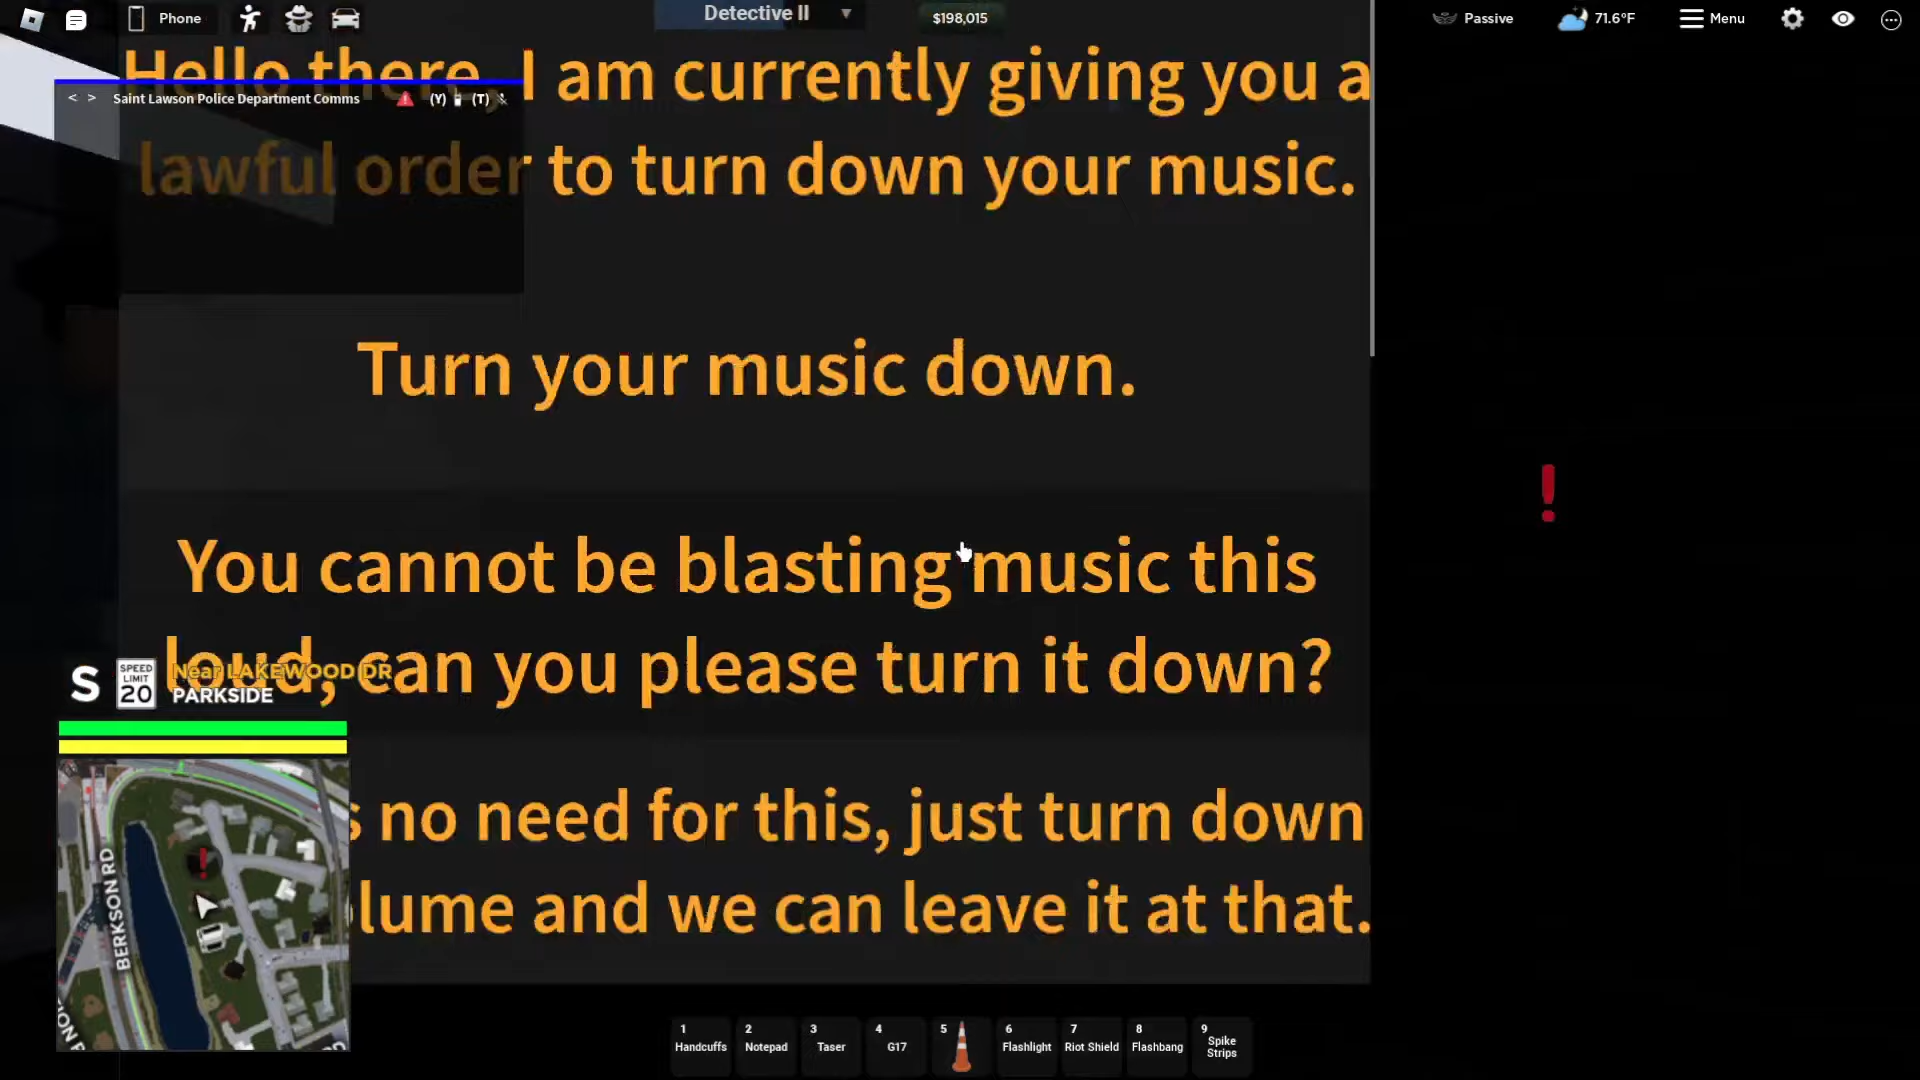 Phone
Detective II
$198,015
Passive
71.6°F
Menu
Hello there, I am currently giving you a
lawful order to turn down your music.
< > Saint Lawson Police Department Comms (Y) (T)
Turn your music down.
You cannot be blasting music this
loud, can you please turn it down?
no need for this, just turn down
and we can leave it at that.
!
S
SPEED
LIMIT
20
Near LAKEWOOD DR
PARKSIDE
BERKSON RD
1
Handcuffs
2
Notepad
3
Taser
4
G17
5
6
Flashlight
7
Riot Shield
8
Flashbang
9
Spike
Strips